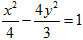 x²/4 − 4y²/3 = 1